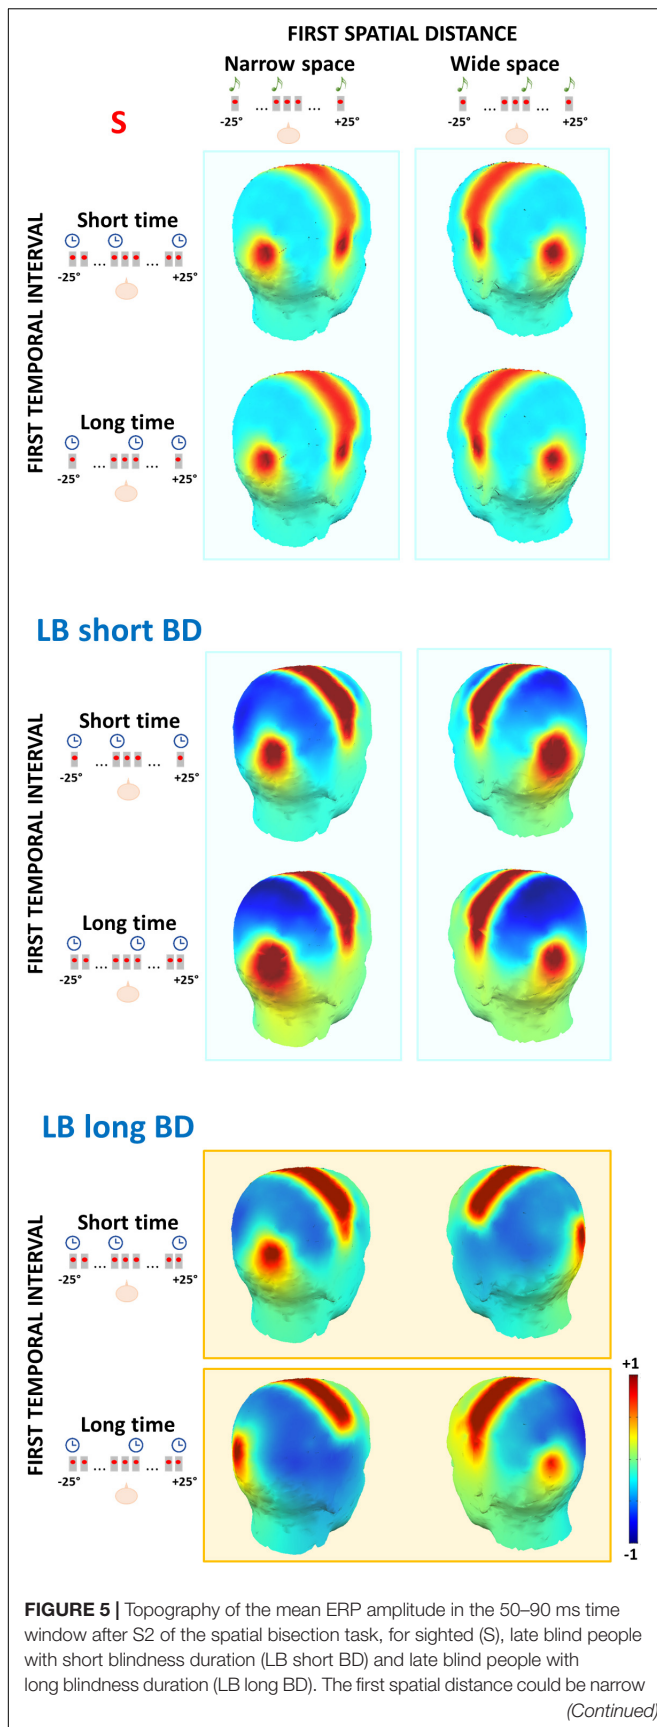 FIRST SPATIAL DISTANCE
Narrow space
Wide space
... ...
-25° +25°
... ...
-25° +25°
S
FIRST TEMPORAL INTERVAL
Short time
... ...
-25° +25°
Long time
... ...
-25° +25°
LB short BD
FIRST TEMPORAL INTERVAL
Short time
... ...
-25° +25°
Long time
... ...
-25° +25°
LB long BD
FIRST TEMPORAL INTERVAL
Short time
... ...
-25° +25°
Long time
... ...
-25° +25°
+1
-1
FIGURE 5 | Topography of the mean ERP amplitude in the 50–90 ms time
window after S2 of the spatial bisection task, for sighted (S), late blind people
with short blindness duration (LB short BD) and late blind people with
long blindness duration (LB long BD). The first spatial distance could be narrow
(Continued)